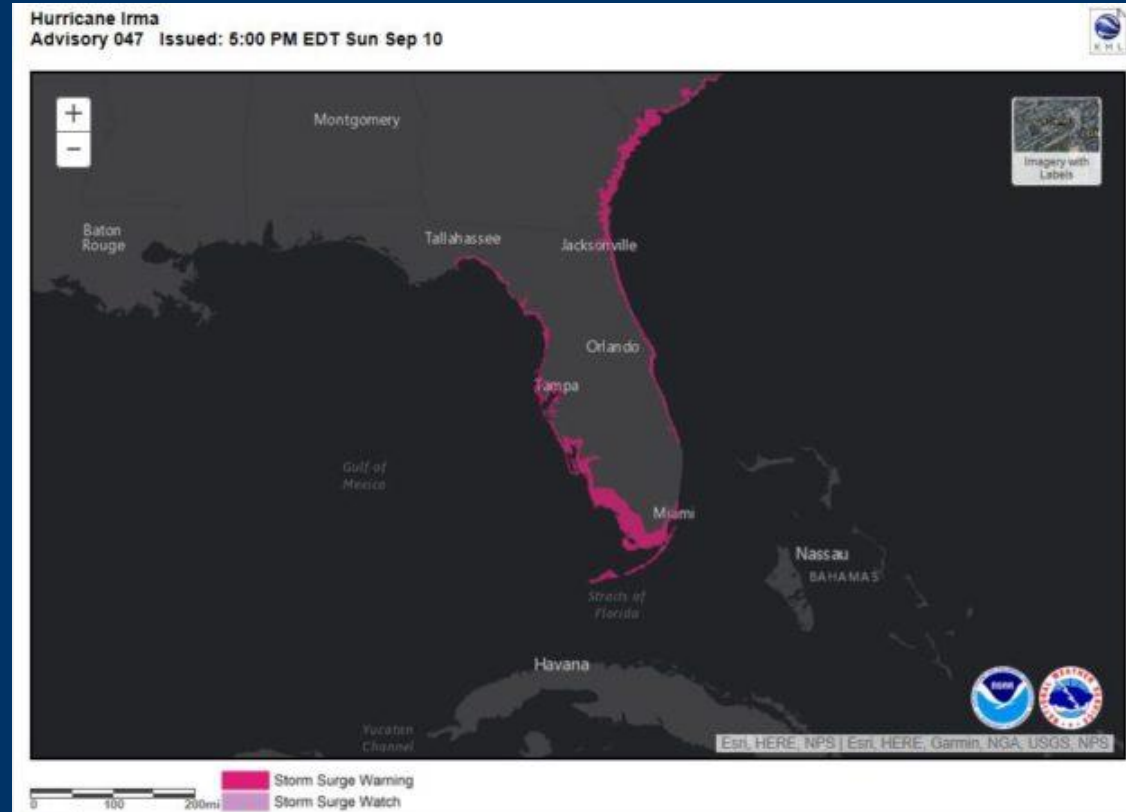 Hurricane Irma
Advisory 047 Issued: 5:00 PM EDT Sun Sep 10
KML
+
−
Montgomery
Imagery with
Labels
Baton
Rouge
Tallahassee
Jacksonville
Orlando
Tampa
Gulf of
Mexico
Miami
Nassau
BAHAMAS
Straits of
Florida
Havana
Yucatan
Channel
Esri, HERE, NPS | Esri, HERE, Garmin, NGA, USGS, NPS
0 100 200mi
Storm Surge Warning
Storm Surge Watch